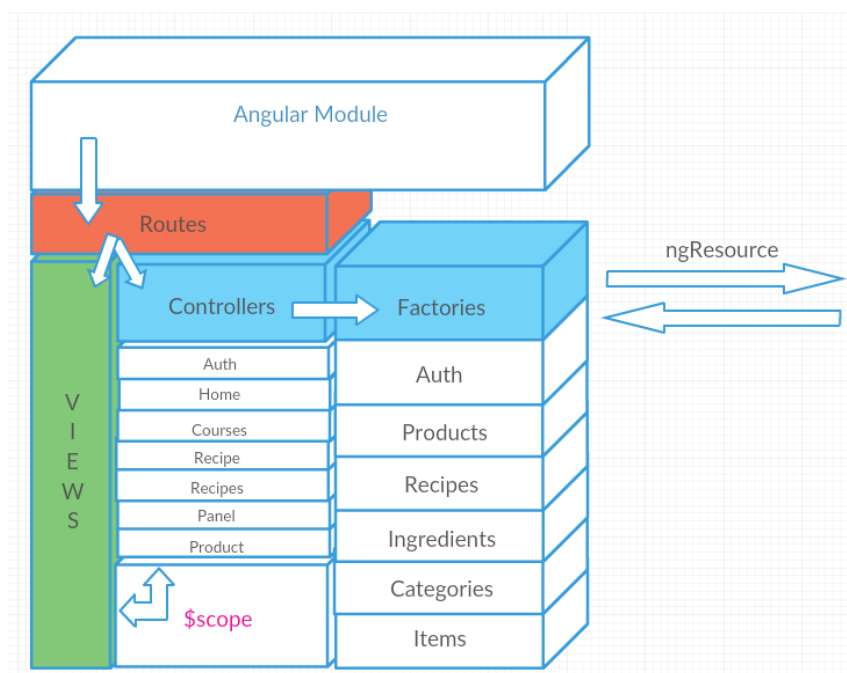 Angular Module
Routes
ngResource
Controllers
Factories
Auth
Home
Courses
Recipe
Recipes
Panel
Product
$scope
Auth
Products
Recipes
Ingredients
Categories
Items
V
I
E
W
S